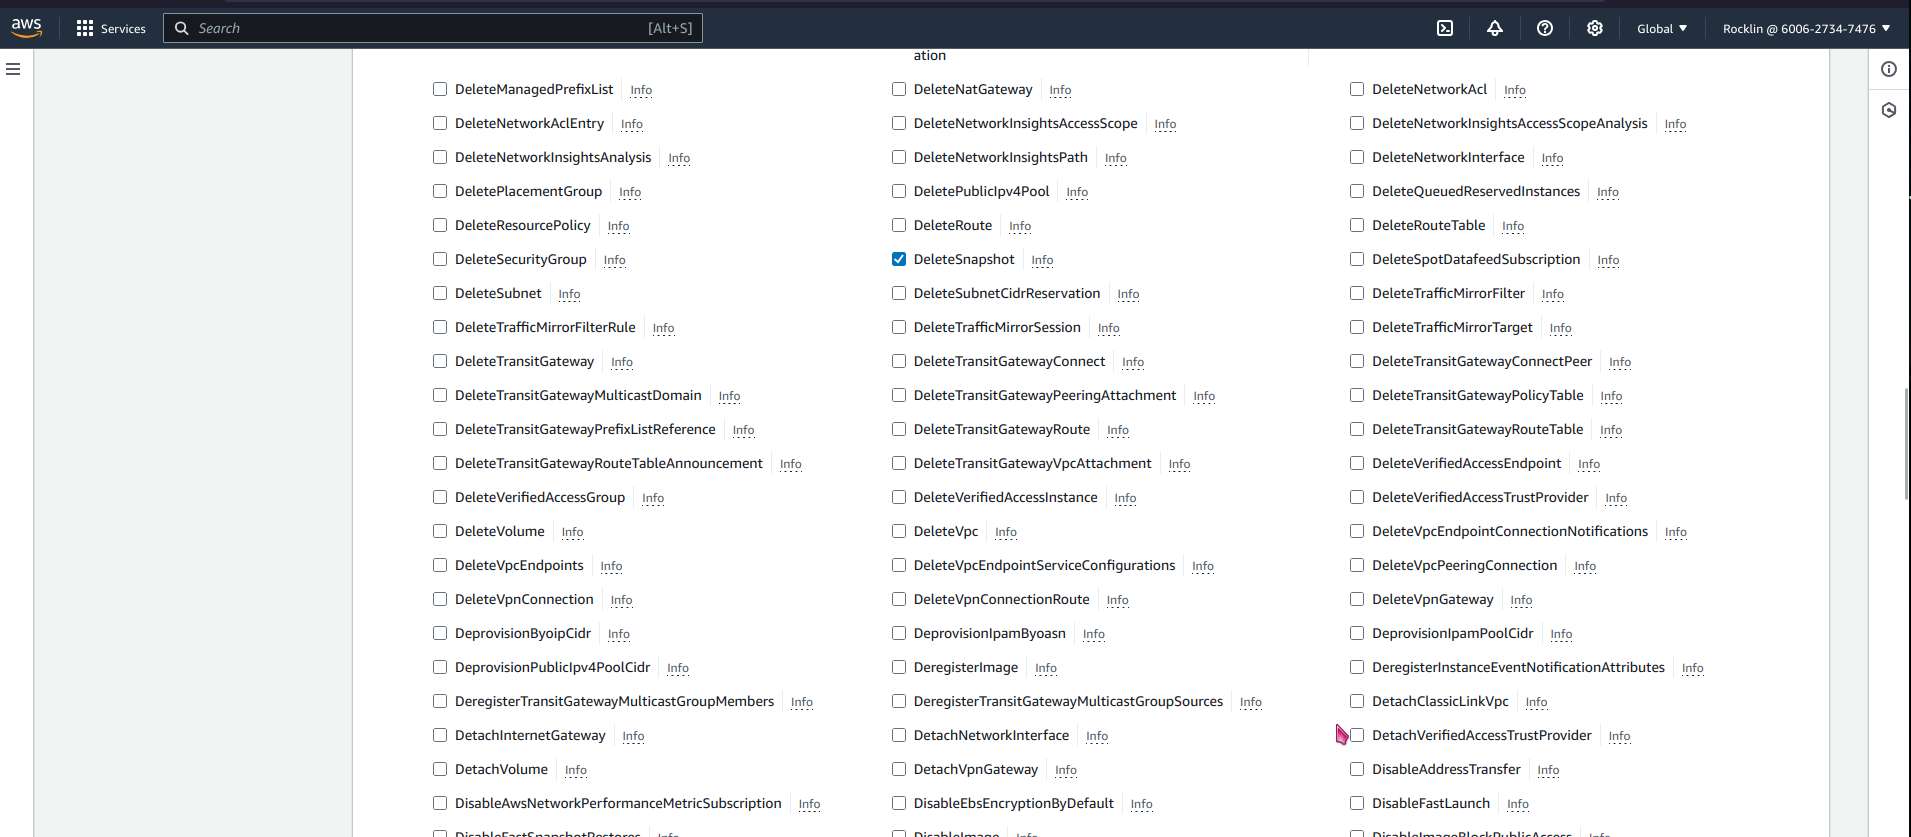 aws
Services
Search [Alt+S]
Global
Rocklin @ 6006-2734-7476
ation
DeleteManagedPrefixList Info DeleteNatGateway Info DeleteNetworkAcl Info
DeleteNetworkAclEntry Info DeleteNetworkInsightsAccessScope Info DeleteNetworkInsightsAccessScopeAnalysis Info
DeleteNetworkInsightsAnalysis Info DeleteNetworkInsightsPath Info DeleteNetworkInterface Info
DeletePlacementGroup Info DeletePublicIpv4Pool Info DeleteQueuedReservedInstances Info
DeleteResourcePolicy Info DeleteRoute Info DeleteRouteTable Info
DeleteSecurityGroup Info DeleteSnapshot Info DeleteSpotDatafeedSubscription Info
DeleteSubnet Info DeleteSubnetCidrReservation Info DeleteTrafficMirrorFilter Info
DeleteTrafficMirrorFilterRule Info DeleteTrafficMirrorSession Info DeleteTrafficMirrorTarget Info
DeleteTransitGateway Info DeleteTransitGatewayConnect Info DeleteTransitGatewayConnectPeer Info
DeleteTransitGatewayMulticastDomain Info DeleteTransitGatewayPeeringAttachment Info DeleteTransitGatewayPolicyTable Info
DeleteTransitGatewayPrefixListReference Info DeleteTransitGatewayRoute Info DeleteTransitGatewayRouteTable Info
DeleteTransitGatewayRouteTableAnnouncement Info DeleteTransitGatewayVpcAttachment Info DeleteVerifiedAccessEndpoint Info
DeleteVerifiedAccessGroup Info DeleteVerifiedAccessInstance Info DeleteVerifiedAccessTrustProvider Info
DeleteVolume Info DeleteVpc Info DeleteVpcEndpointConnectionNotifications Info
DeleteVpcEndpoints Info DeleteVpcEndpointServiceConfigurations Info DeleteVpcPeeringConnection Info
DeleteVpnConnection Info DeleteVpnConnectionRoute Info DeleteVpnGateway Info
DeprovisionByoipCidr Info DeprovisionIpamByoasn Info DeprovisionIpamPoolCidr Info
DeprovisionPublicIpv4PoolCidr Info DeregisterImage Info DeregisterInstanceEventNotificationAttributes Info
DeregisterTransitGatewayMulticastGroupMembers Info DeregisterTransitGatewayMulticastGroupSources Info DetachClassicLinkVpc Info
DetachInternetGateway Info DetachNetworkInterface Info DetachVerifiedAccessTrustProvider Info
DetachVolume Info DetachVpnGateway Info DisableAddressTransfer Info
DisableAwsNetworkPerformanceMetricSubscription Info DisableEbsEncryptionByDefault Info DisableFastLaunch Info
DisableFastSnapshotRestores Info DisableImage Info DisableImageBlockPublicAccess Info